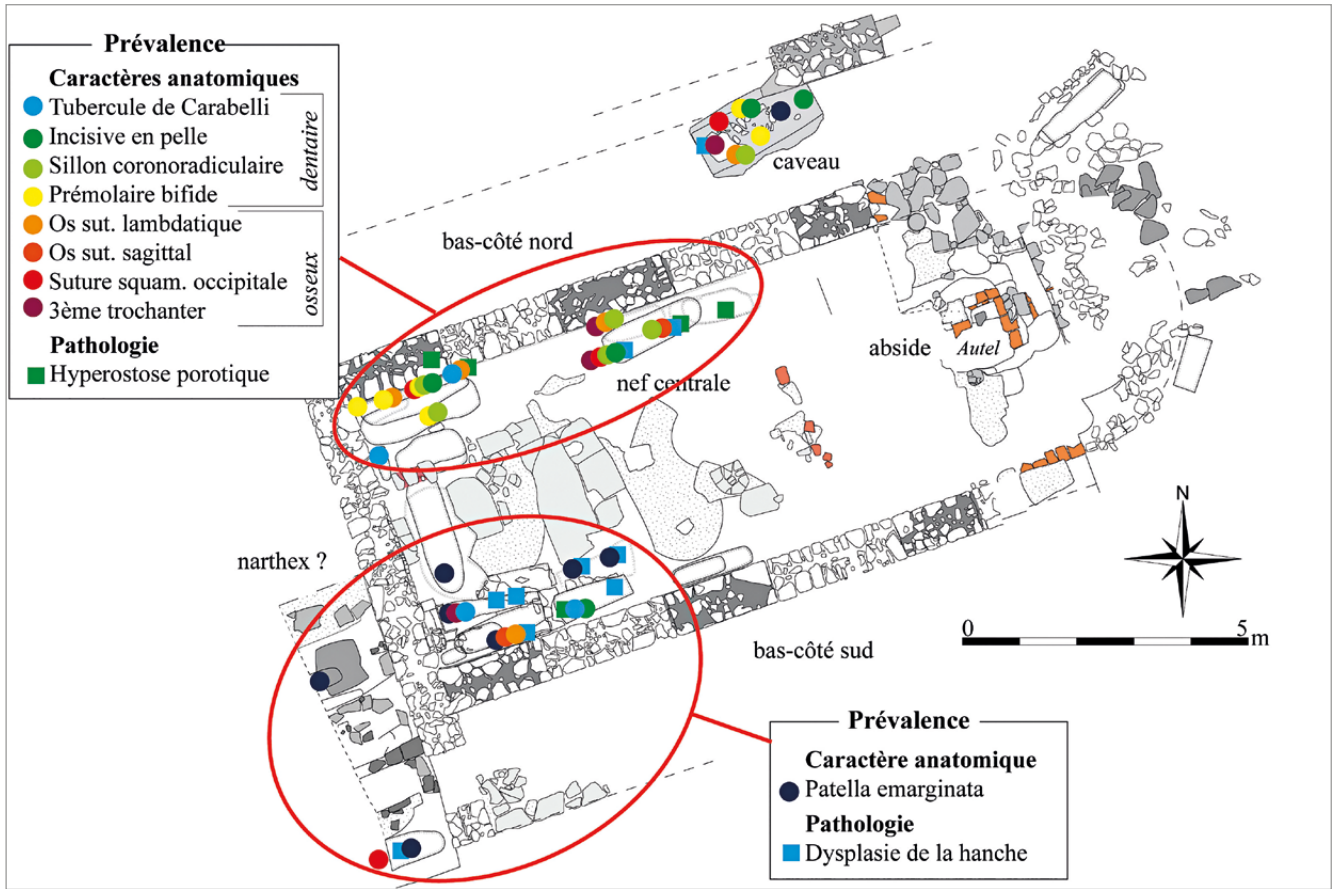 Prévalence
Caractères anatomiques
Tubercule de Carabelli
Incisive en pelle
Sillon coronoradiculaire
Prémolaire bifide
dentaire
Os sut. lambdatique
Os sut. sagittal
Suture squam. occipitale
3ème trochanter
osseux
Pathologie
Hyperostose porotique
caveau
bas-côté nord
abside
Autel
nef centrale
narthex ?
N
0 5 m
bas-côté sud
Prévalence
Caractère anatomique
Patella emarginata
Pathologie
Dysplasie de la hanche